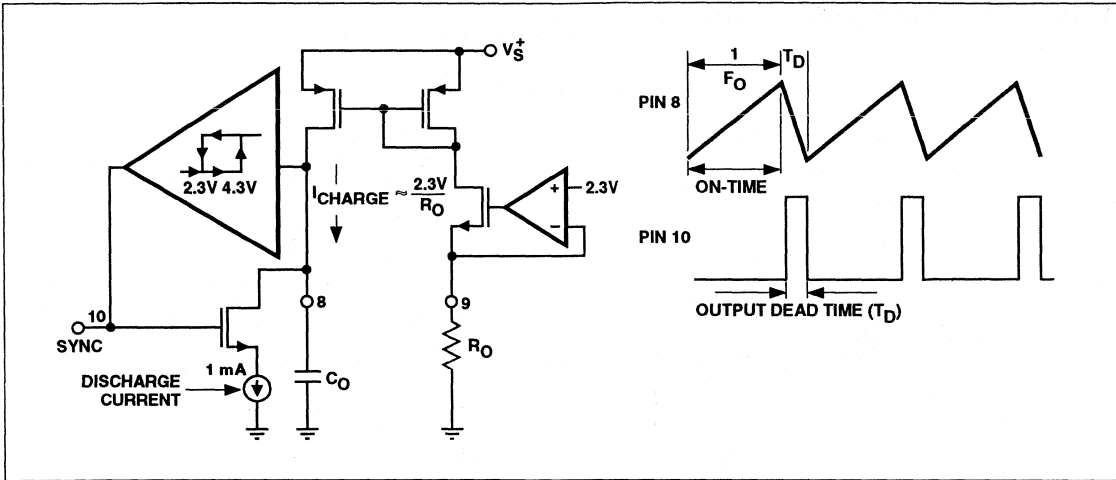 V_S^+
2.3V 4.3V
I_CHARGE ≈ 2.3V / R_O
+
2.3V
−
10
SYNC
8
9
1 mA
DISCHARGE
CURRENT
C_O
R_O
1 / F_O
T_D
PIN 8
ON-TIME
PIN 10
OUTPUT DEAD TIME (T_D)